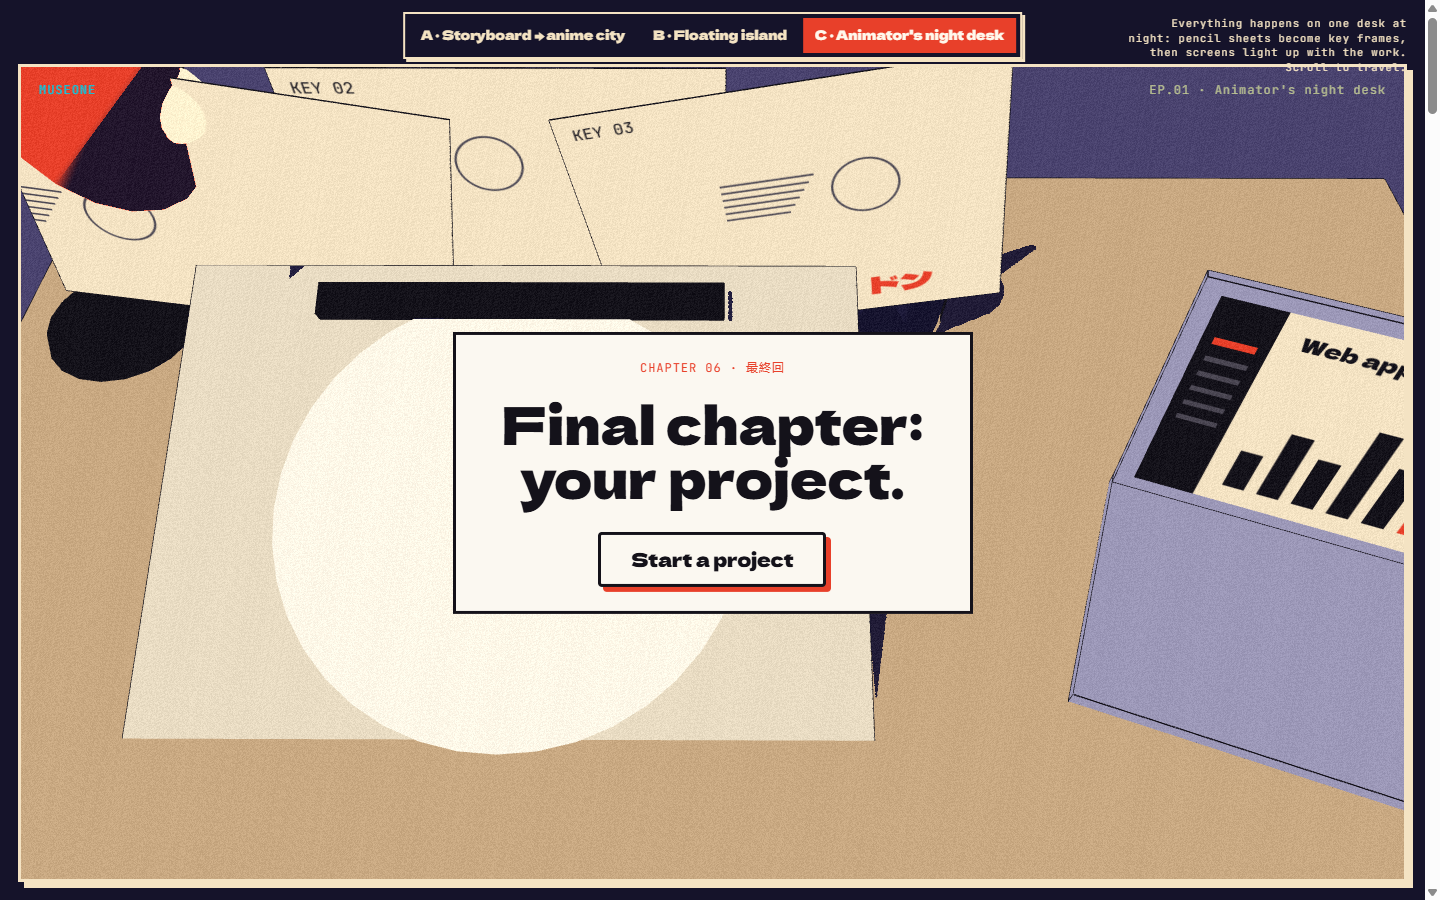 A · Storyboard → anime city
B · Floating island
C · Animator's night desk
Everything happens on one desk at
night: pencil sheets become key frames,
then screens light up with the work.
Scroll to travel.
MUSEONE
EP.01 · Animator's night desk
KEY 02
KEY 03
ドン
Web app
CHAPTER 06 · 最終回
Final chapter:
your project.
Start a project